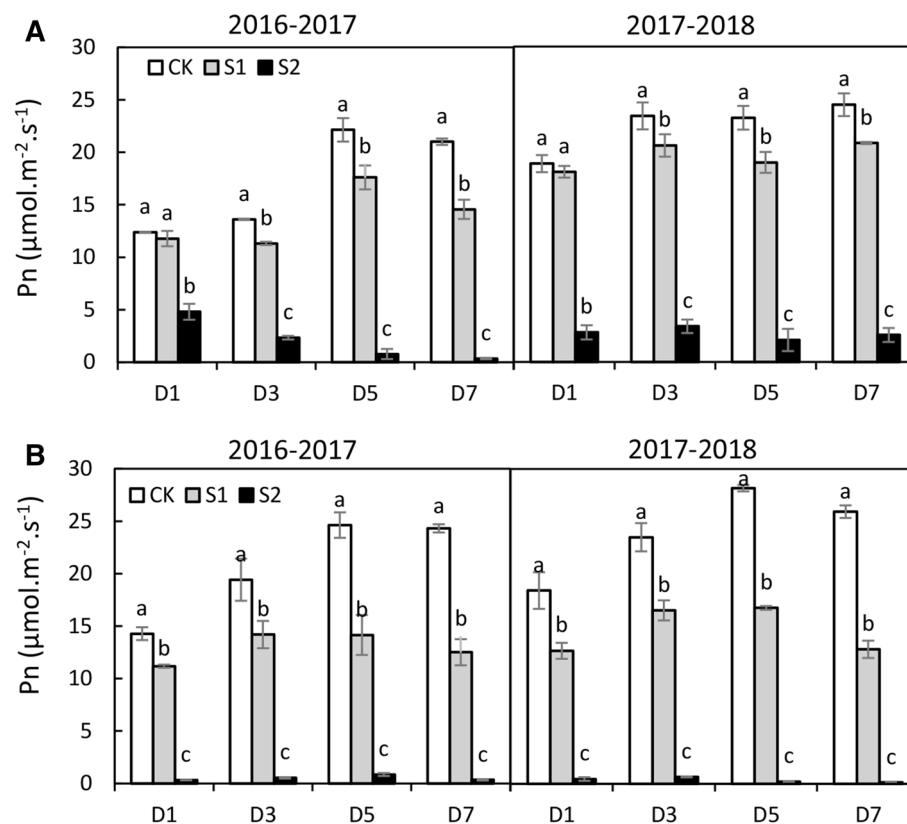 A
2016-2017
2017-2018
30
25
20
15
10
5
0
Pn (μmol.m⁻².s⁻¹)
CK S1 S2
a a b
a b c
a b c
a b c
a a b
a b c
a b c
a b c
D1 D3 D5 D7 D1 D3 D5 D7
B
2016-2017
2017-2018
30
25
20
15
10
5
0
Pn (μmol.m⁻².s⁻¹)
CK S1 S2
a b c
a b c
a b c
a b c
a b c
a b c
a b c
a b c
D1 D3 D5 D7 D1 D3 D5 D7